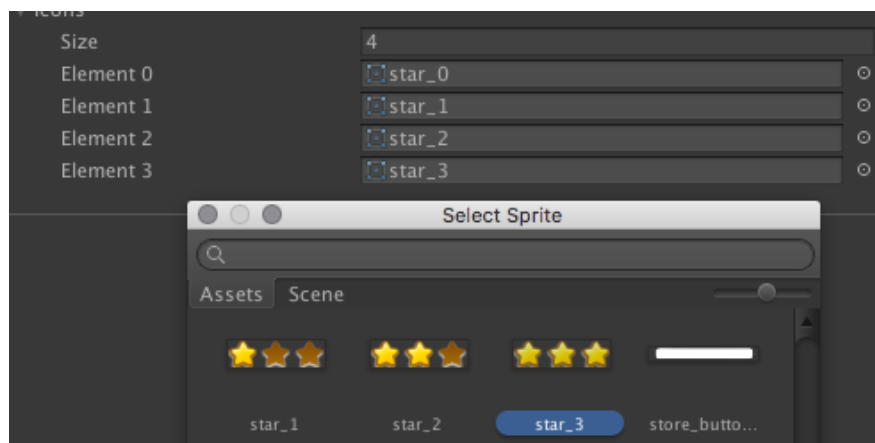 Icons
Size 4
Element 0 star_0
Element 1 star_1
Element 2 star_2
Element 3 star_3
Select Sprite
Assets Scene
star_1 star_2 star_3 store_butto...